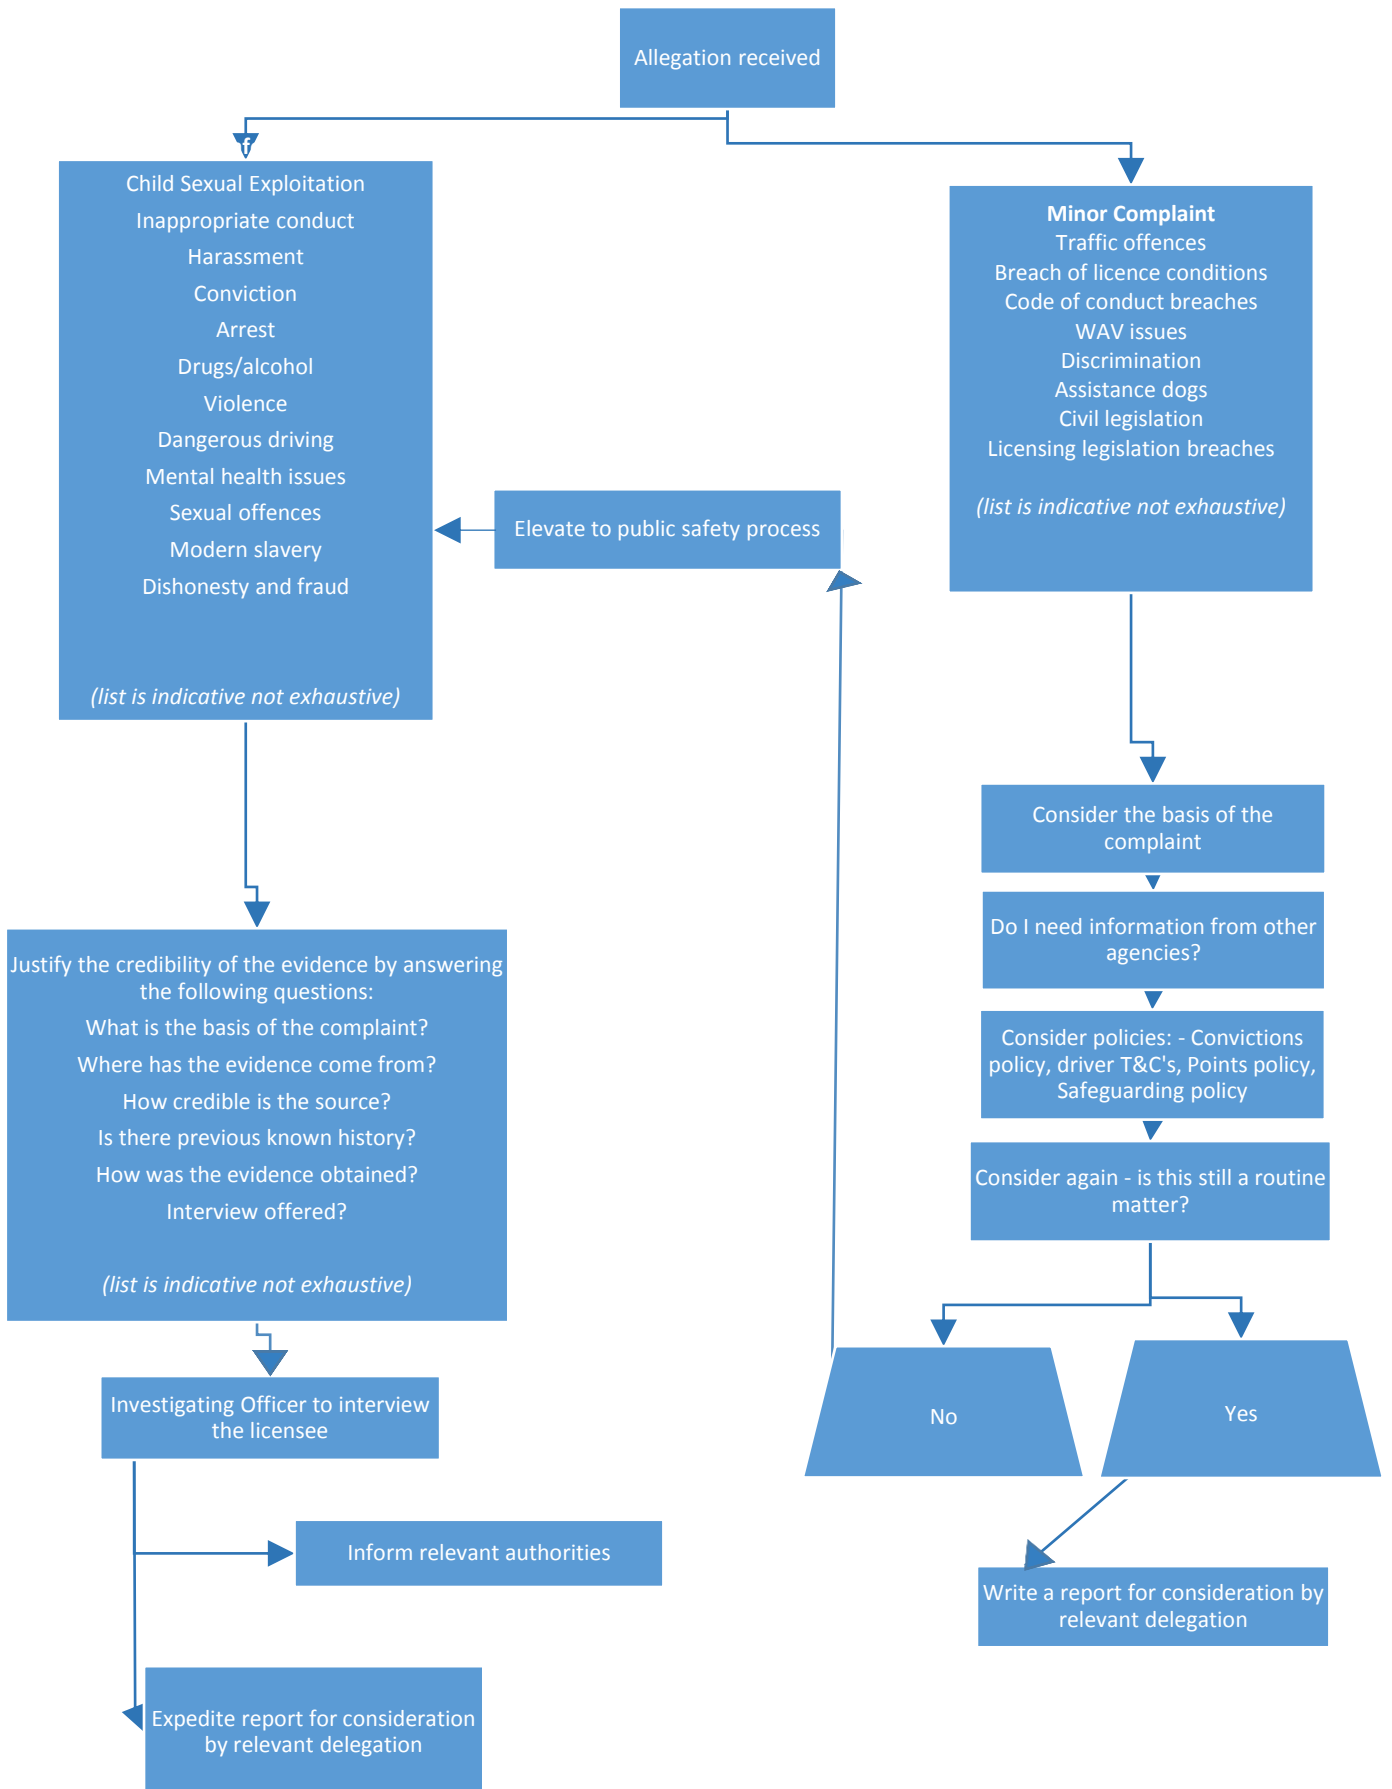 Allegation received
f
Child Sexual Exploitation
Inappropriate conduct
Harassment
Conviction
Arrest
Drugs/alcohol
Violence
Dangerous driving
Mental health issues
Sexual offences
Modern slavery
Dishonesty and fraud
(list is indicative not exhaustive)
Minor Complaint
Traffic offences
Breach of licence conditions
Code of conduct breaches
WAV issues
Discrimination
Assistance dogs
Civil legislation
Licensing legislation breaches
(list is indicative not exhaustive)
Elevate to public safety process
Consider the basis of the
complaint
Do I need information from other
agencies?
Consider policies: - Convictions
policy, driver T&C's, Points policy,
Safeguarding policy
Consider again - is this still a routine
matter?
No
Yes
Write a report for consideration by
relevant delegation
Justify the credibility of the evidence by answering
the following questions:
What is the basis of the complaint?
Where has the evidence come from?
How credible is the source?
Is there previous known history?
How was the evidence obtained?
Interview offered?
(list is indicative not exhaustive)
Investigating Officer to interview
the licensee
Inform relevant authorities
Expedite report for consideration
by relevant delegation